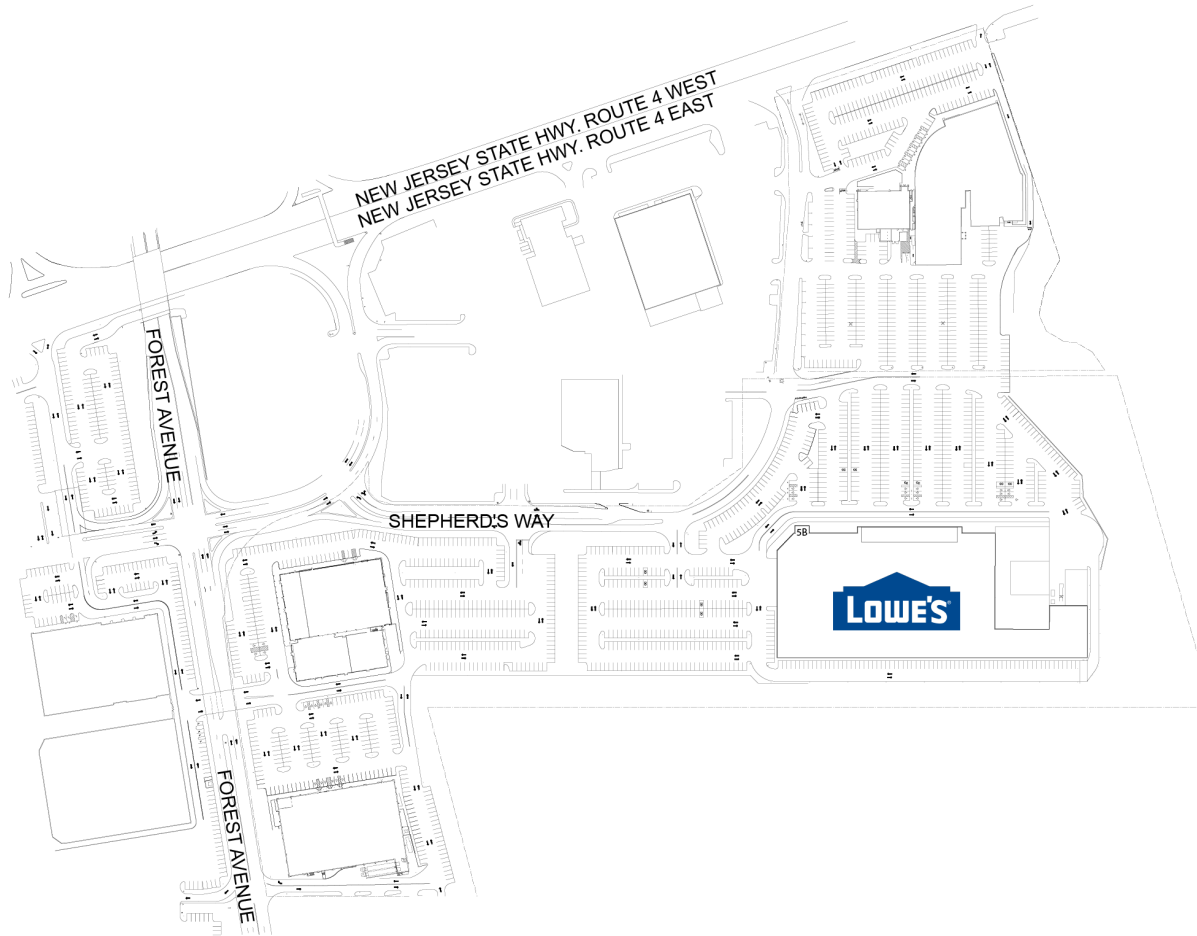 NEW JERSEY STATE HWY. ROUTE 4 WEST
NEW JERSEY STATE HWY. ROUTE 4 EAST
FOREST AVENUE
SHEPHERD'S WAY
5B
LOWE'S
FOREST AVENUE